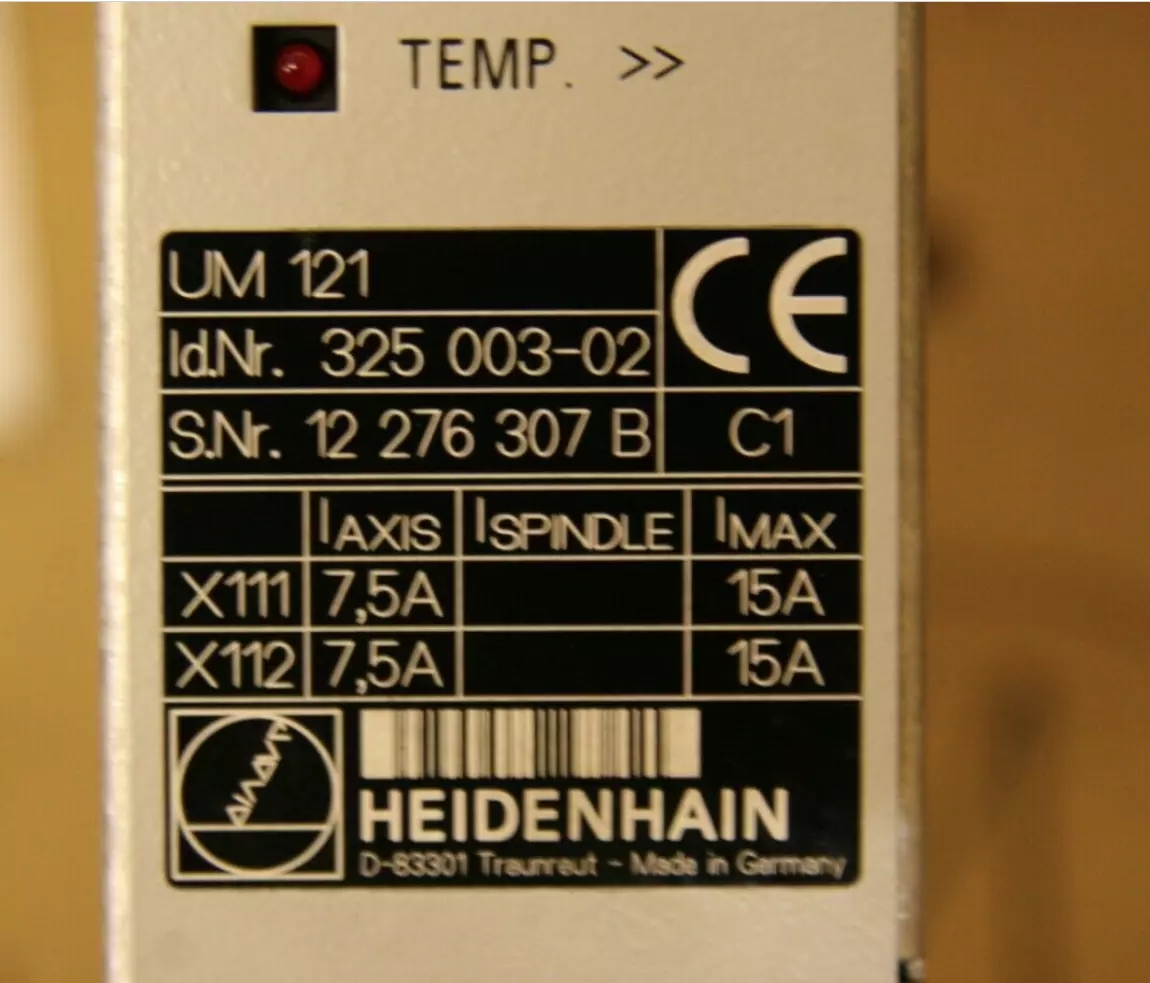 TEMP. >>
UM 121
CE
Id.Nr. 325 003-02
S.Nr. 12 276 307 B C1
IAXIS ISPINDLE IMAX
X111 7,5A 15A
X112 7,5A 15A
HEIDENHAIN
D-83301 Traunreut - Made in Germany